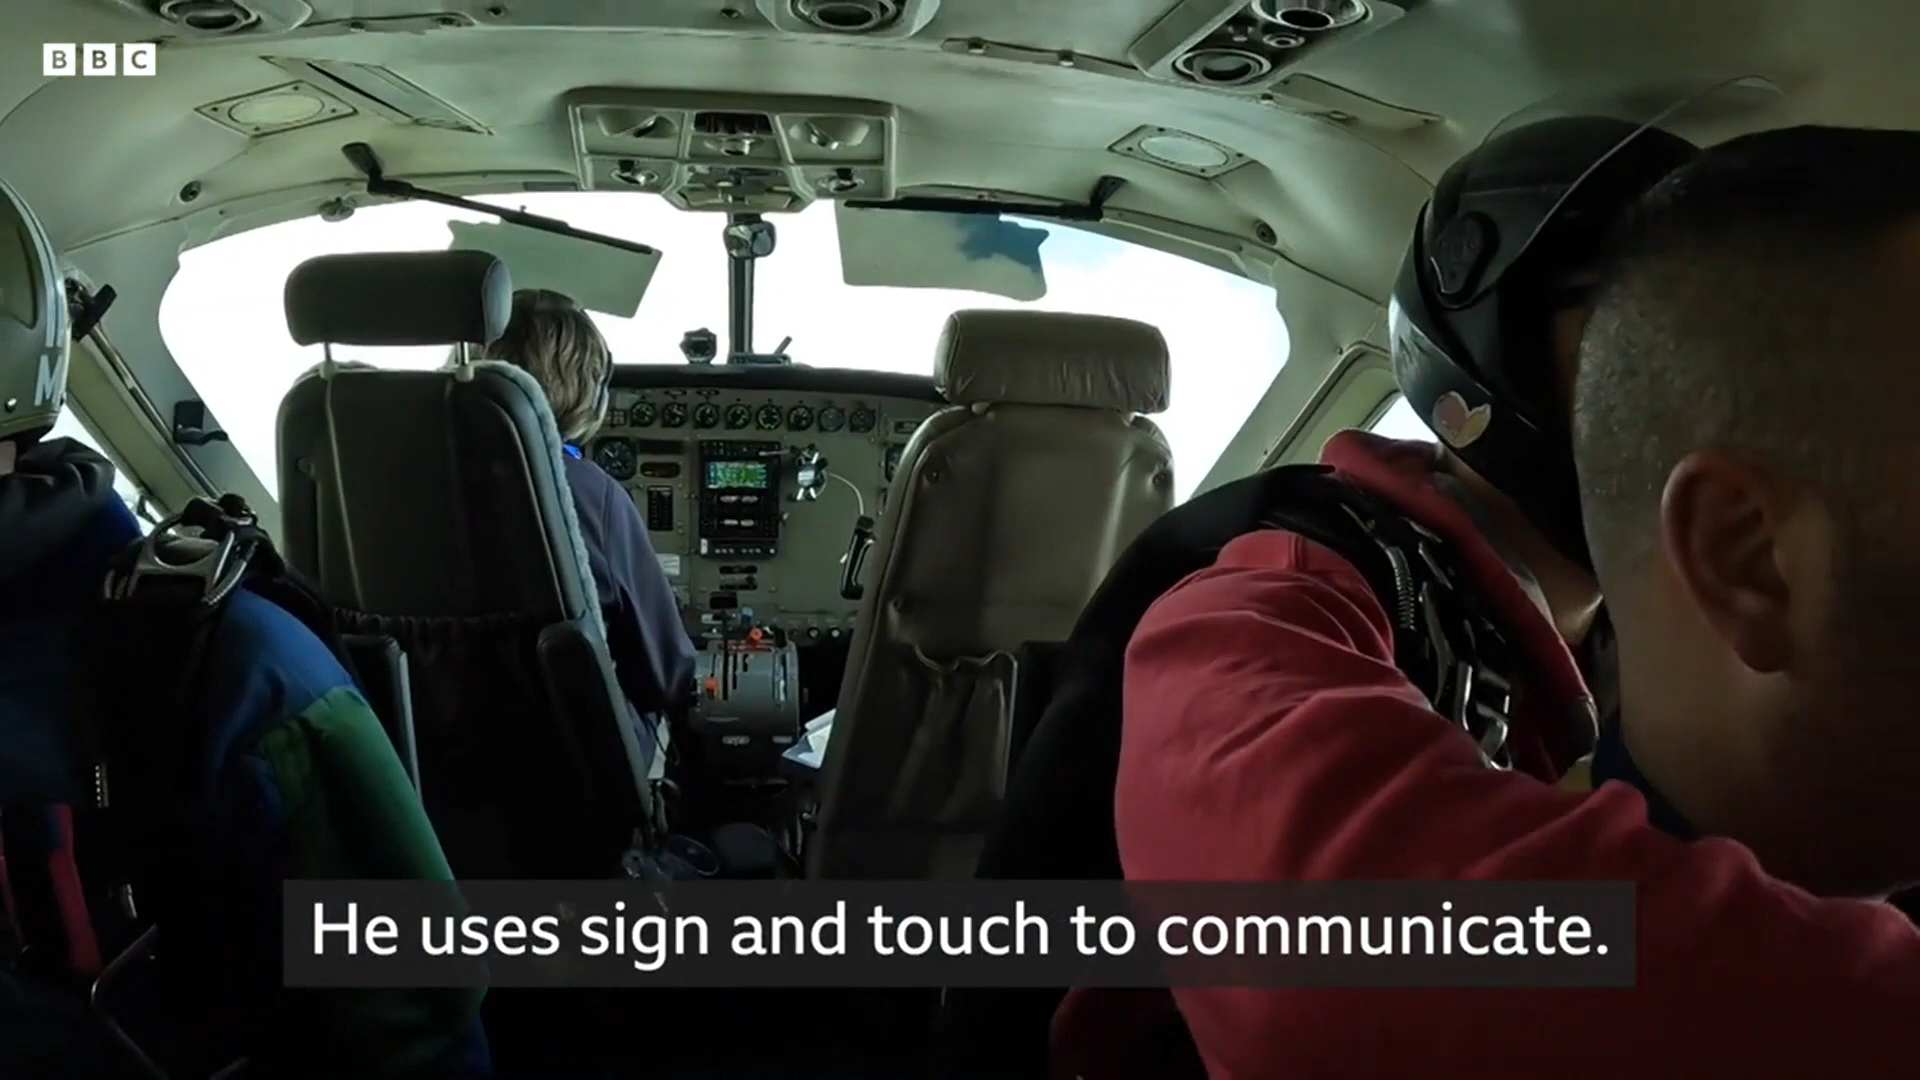 BBC
He uses sign and touch to communicate.